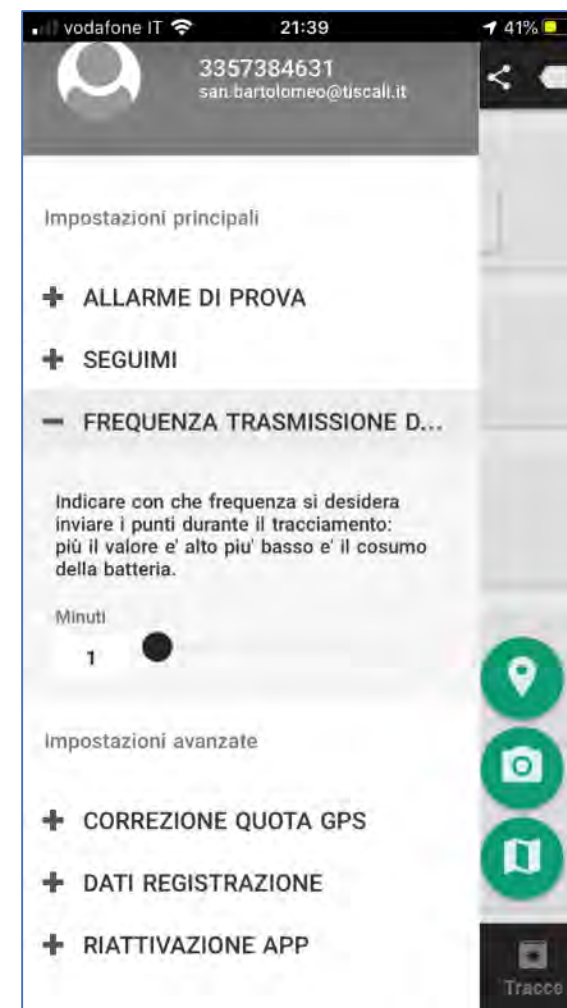 vodafone IT 21:39 41%
3357384631
san.bartolomeo@tiscali.it
Impostazioni principali
ALLARME DI PROVA
SEGUIMI
FREQUENZA TRASMISSIONE D...
Indicare con che frequenza si desidera
inviare i punti durante il tracciamento:
più il valore e' alto piu' basso e' il cosumo
della batteria.
Minuti
1
Impostazioni avanzate
CORREZIONE QUOTA GPS
DATI REGISTRAZIONE
RIATTIVAZIONE APP
Tracce